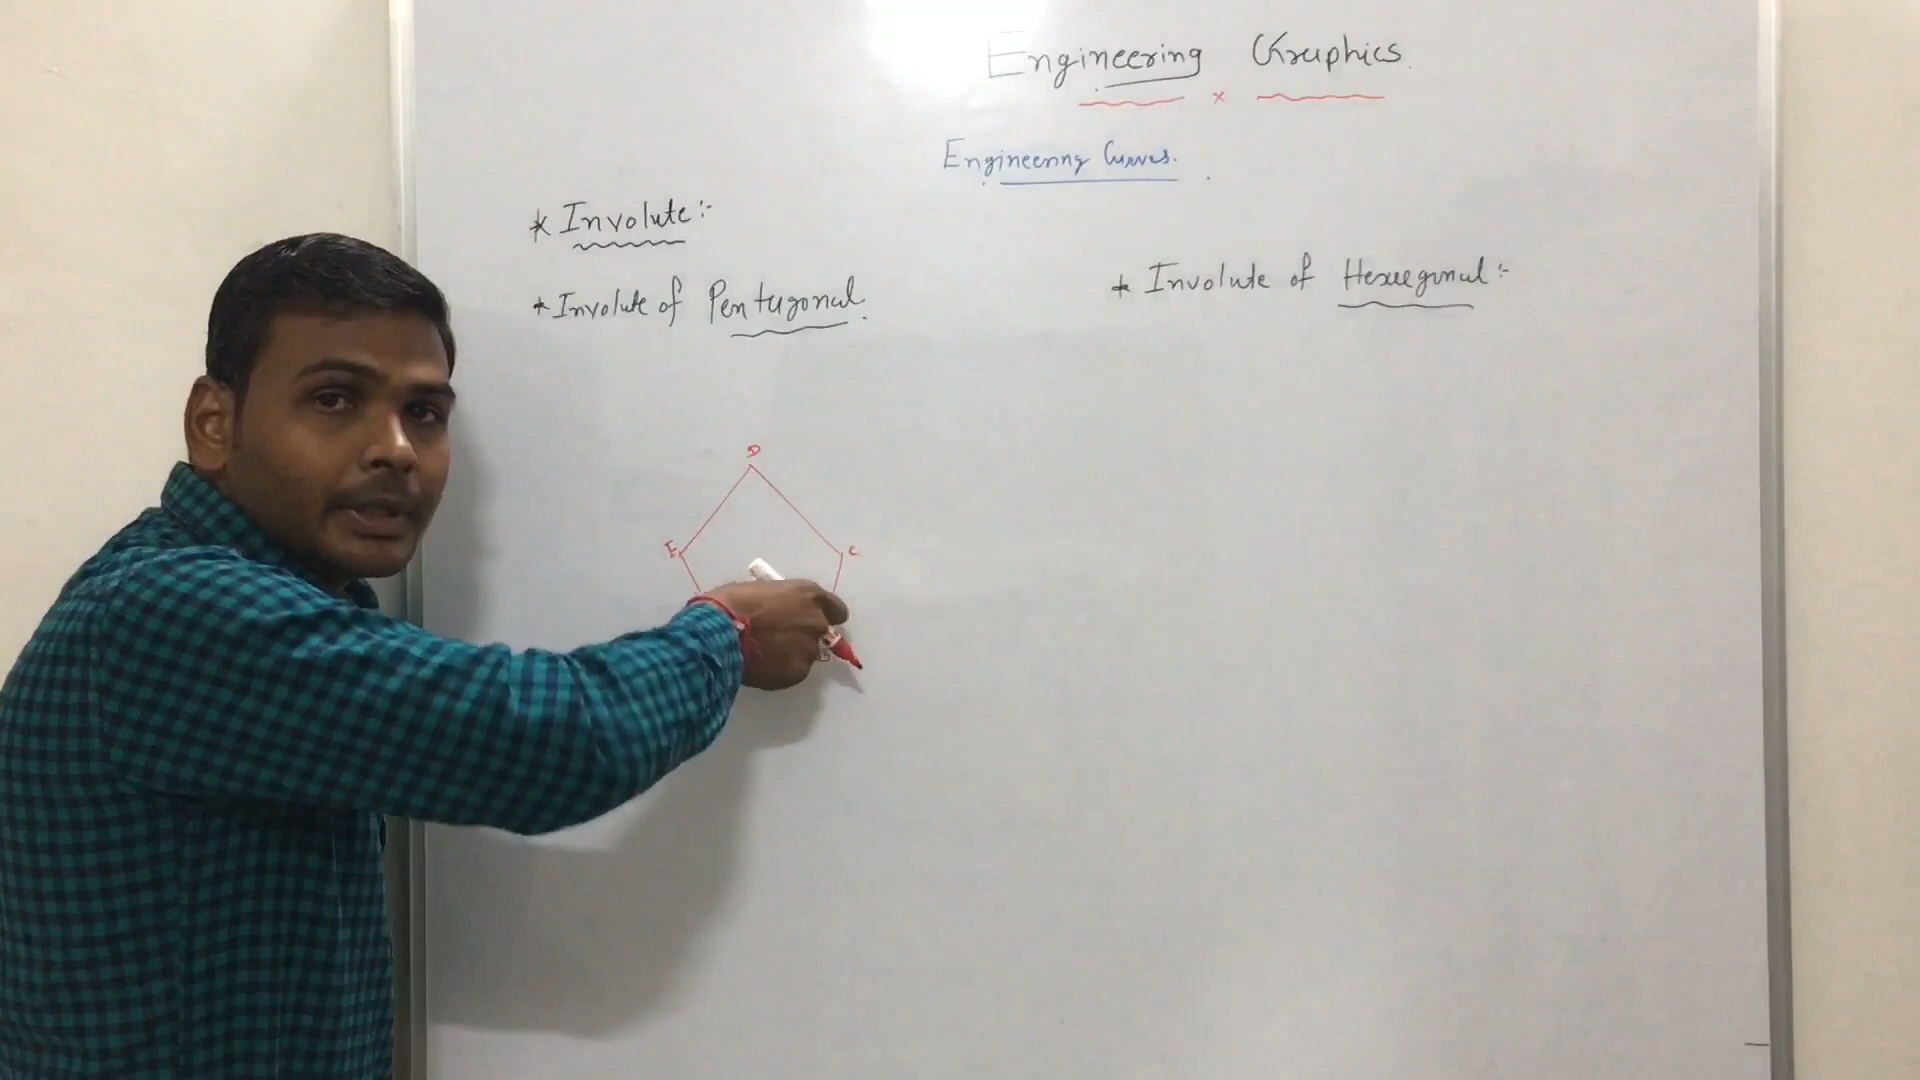 Engineering Graphics.
x
Engineering Curves.
* Involute:-
* Involute of Pentagonal.
* Involute of Hexagonal:-
D
E
C
B